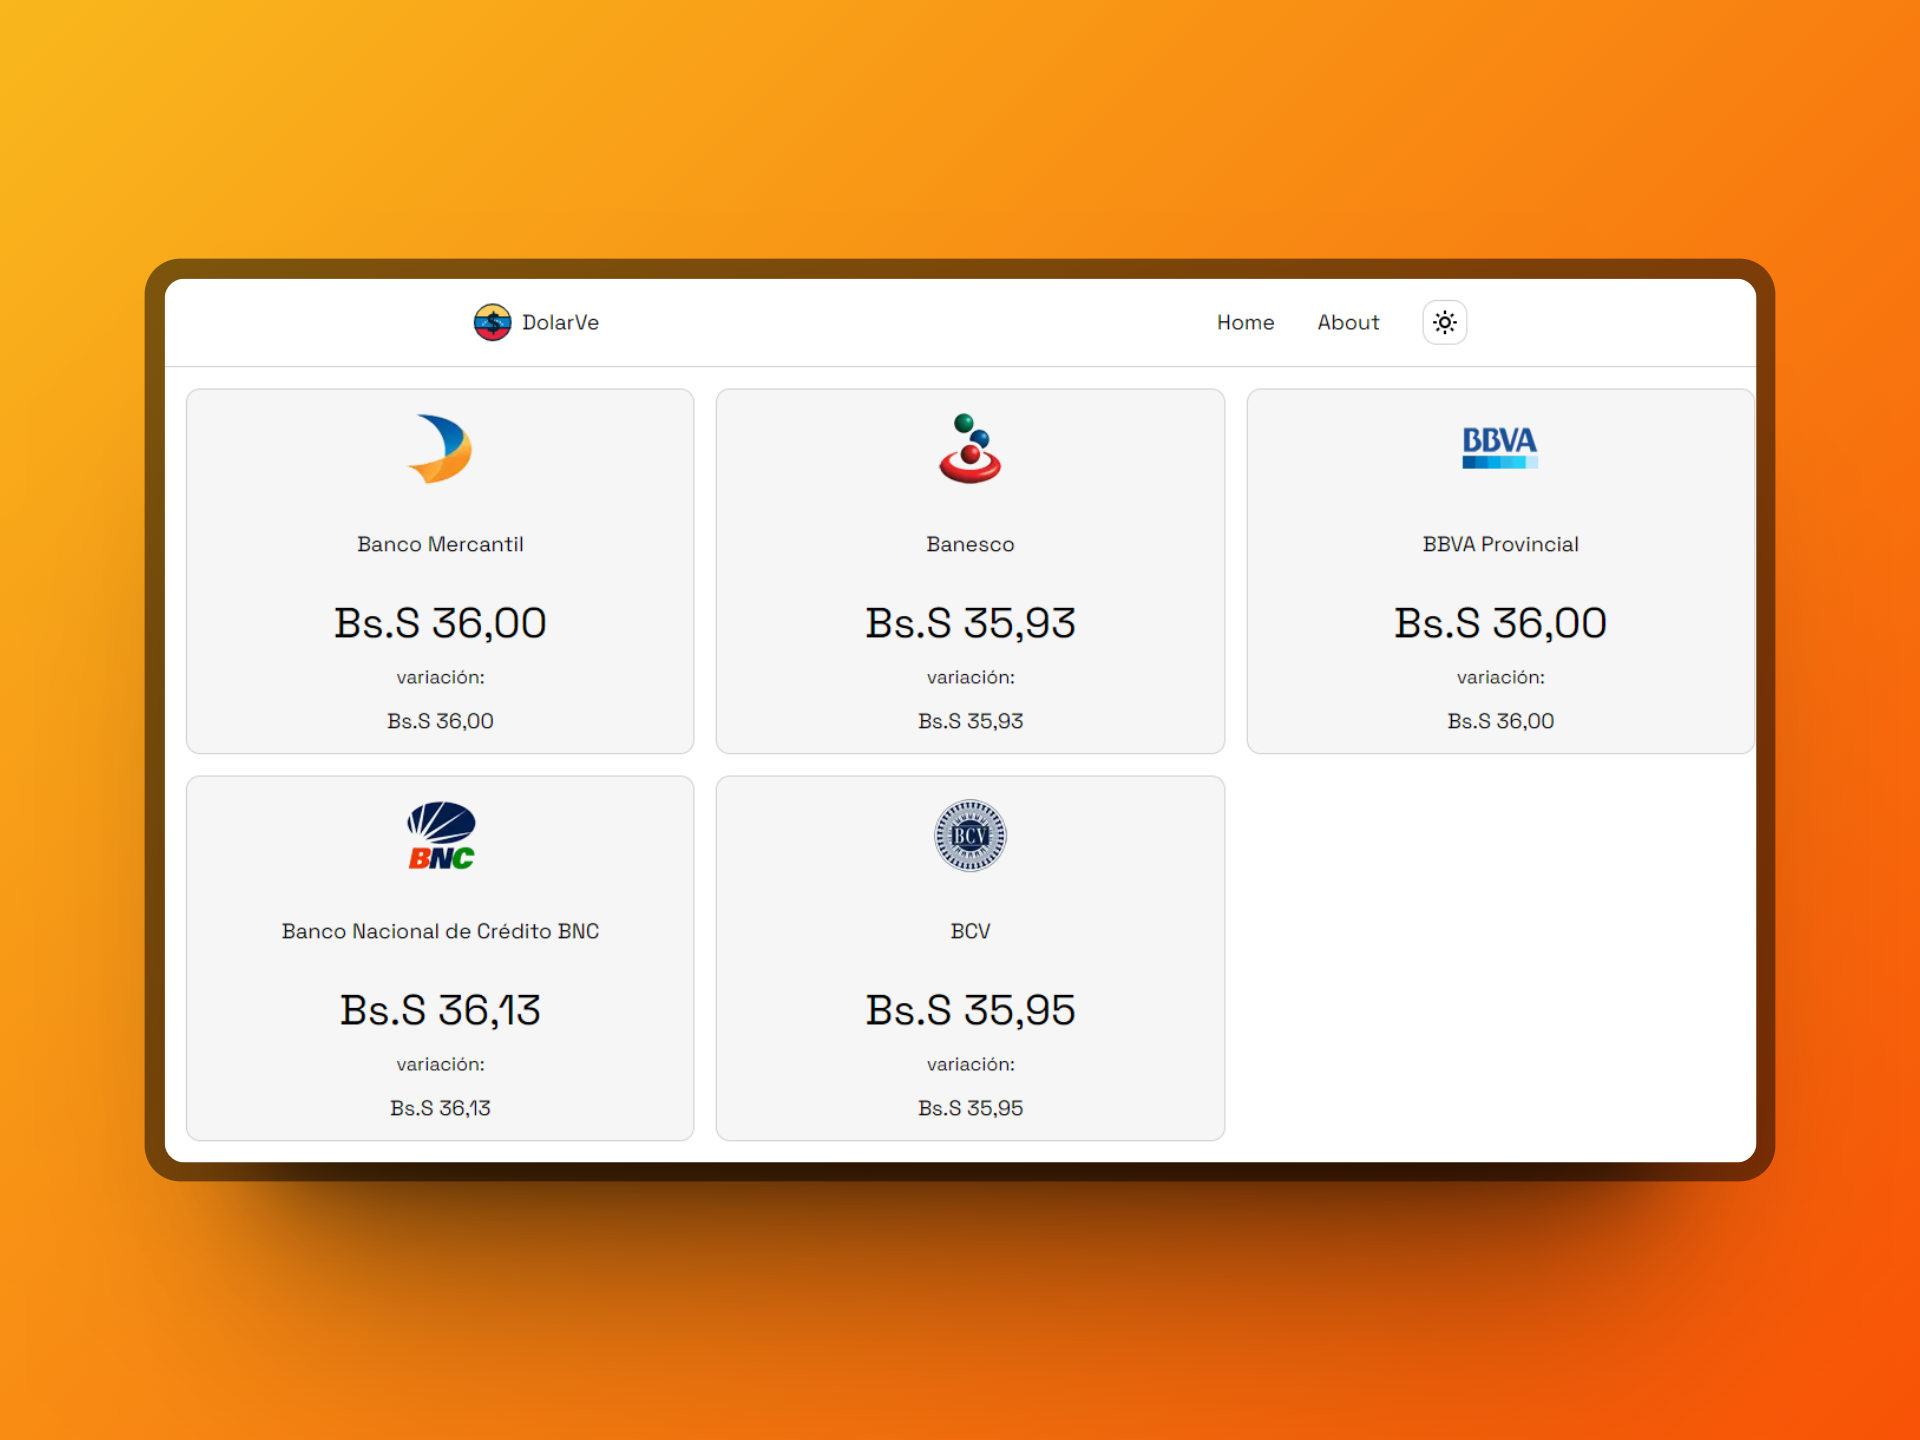 DolarVe
Home
About
BBVA
Banco Mercantil
Banesco
BBVA Provincial
Bs.S 36,00
Bs.S 35,93
Bs.S 36,00
variación:
variación:
variación:
Bs.S 36,00
Bs.S 35,93
Bs.S 36,00
BNC
BCV
Banco Nacional de Crédito BNC
BCV
Bs.S 36,13
Bs.S 35,95
variación:
variación:
Bs.S 36,13
Bs.S 35,95